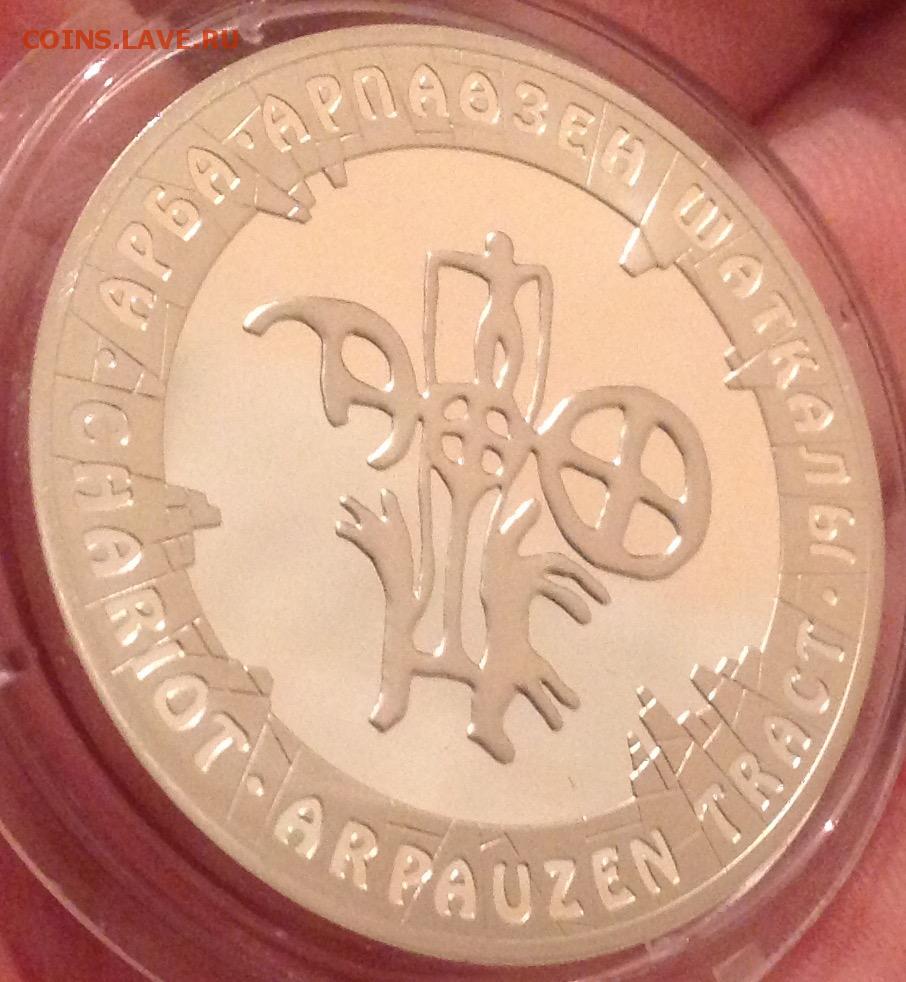 COINS.LAVE.RU
АРБА · АРПАӨЗЕН ШАТҚАЛЫ ·
CHARIOT · ARPAUZEN TRACT ·